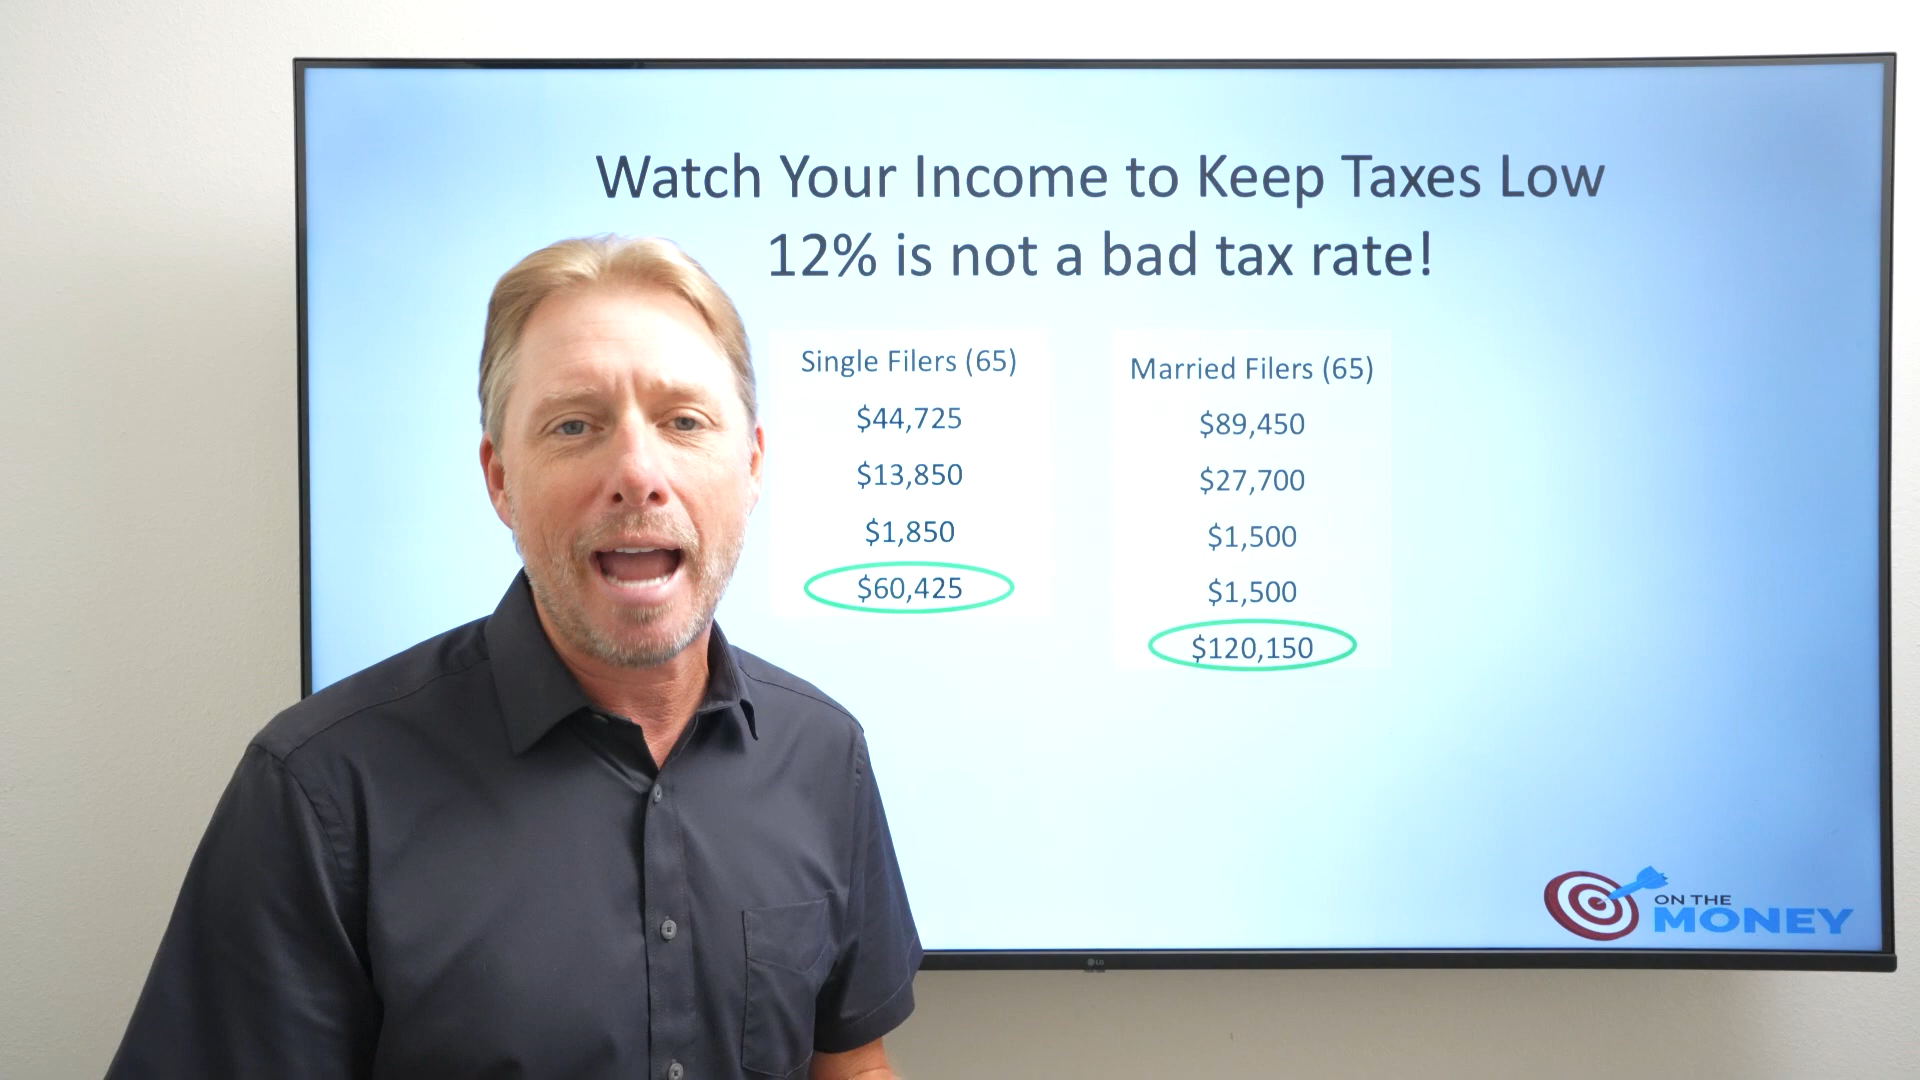 Watch Your Income to Keep Taxes Low
12% is not a bad tax rate!
Single Filers (65)
$44,725
$13,850
$1,850
$60,425
Married Filers (65)
$89,450
$27,700
$1,500
$1,500
$120,150
ON THE
MONEY
LG